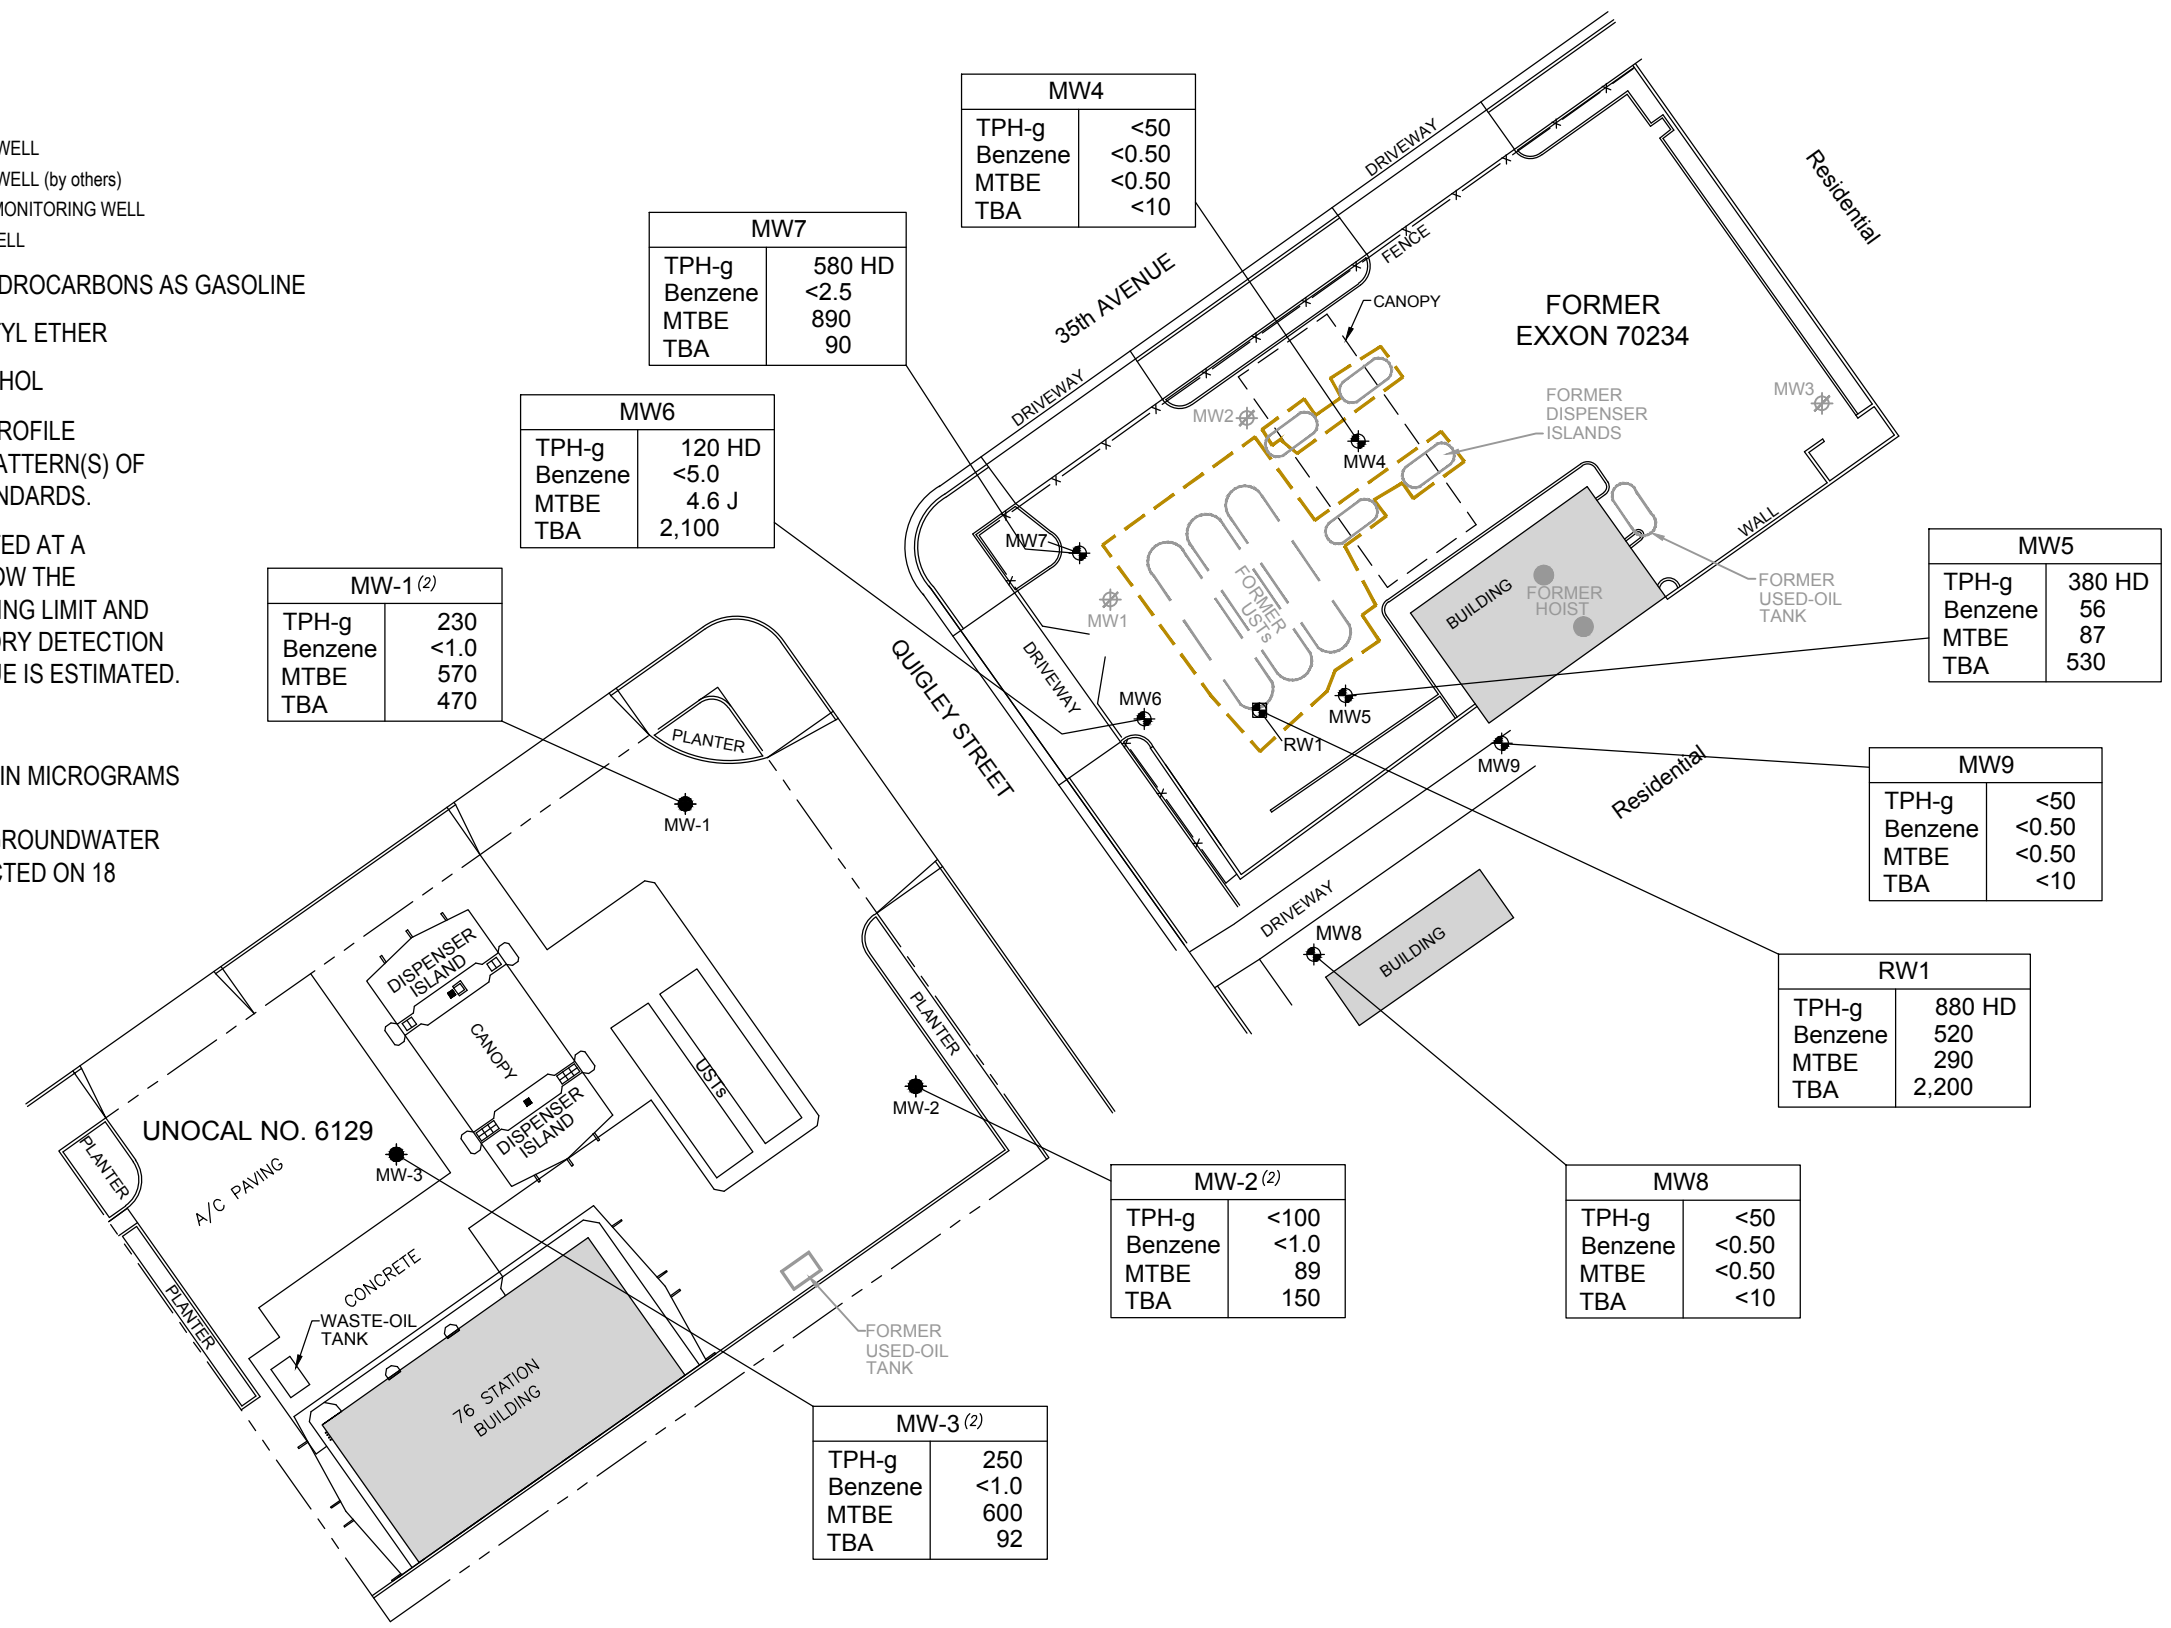 WELL
WELL (by others)
MONITORING WELL
ELL
DROCARBONS AS GASOLINE
TYL ETHER
HOL
ROFILE
ATTERN(S) OF
NDARDS.
TED AT A
OW THE
ING LIMIT AND
ORY DETECTION
UE IS ESTIMATED.
IN MICROGRAMS
GROUNDWATER
CTED ON 18
MW4
TPH-g <50
Benzene <0.50
MTBE <0.50
TBA <10
MW7
TPH-g 580 HD
Benzene <2.5
MTBE 890
TBA 90
MW6
TPH-g 120 HD
Benzene <5.0
MTBE 4.6 J
TBA 2,100
MW-1 (2)
TPH-g 230
Benzene <1.0
MTBE 570
TBA 470
35th AVENUE
DRIVEWAY
DRIVEWAY
FENCE
CANOPY
FORMER
EXXON 70234
Residential
MW3
MW2
MW4
FORMER
DISPENSER
ISLANDS
MW7
MW1
FORMER
USTs
BUILDING
FORMER
HOIST
FORMER
USED-OIL
TANK
WALL
MW5
TPH-g 380 HD
Benzene 56
MTBE 87
TBA 530
QUIGLEY STREET
DRIVEWAY
MW6
RW1
MW5
MW9
Residential
MW9
TPH-g <50
Benzene <0.50
MTBE <0.50
TBA <10
DRIVEWAY
MW8
BUILDING
RW1
TPH-g 880 HD
Benzene 520
MTBE 290
TBA 2,200
MW8
TPH-g <50
Benzene <0.50
MTBE <0.50
TBA <10
PLANTER
MW-1
DISPENSER
ISLAND
CANOPY
DISPENSER
ISLAND
USTs
PLANTER
MW-2
UNOCAL NO. 6129
MW-3
PLANTER
A/C PAVING
PLANTER
CONCRETE
WASTE-OIL
TANK
76 STATION
BUILDING
FORMER
USED-OIL
TANK
MW-2 (2)
TPH-g <100
Benzene <1.0
MTBE 89
TBA 150
MW-3 (2)
TPH-g 250
Benzene <1.0
MTBE 600
TBA 92